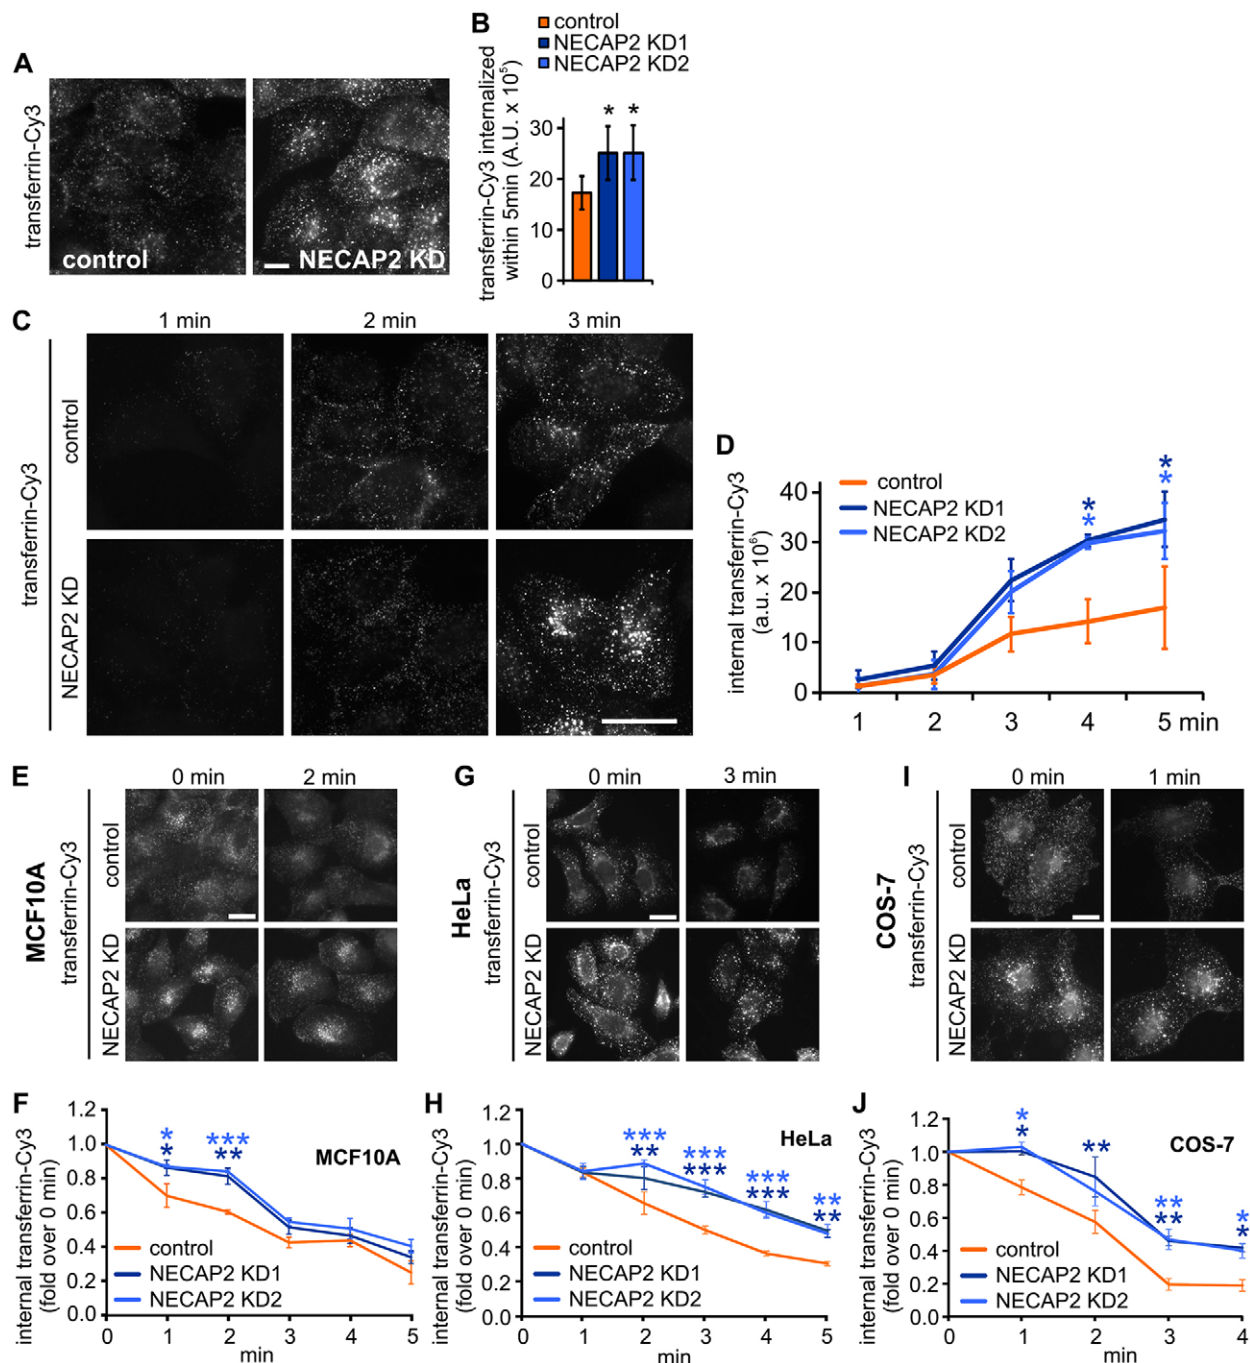 A
transferrin-Cy3
control
NECAP2 KD
B
control
NECAP2 KD1
NECAP2 KD2
transferrin-Cy3 internalized
within 5min (A.U. x 10⁵)
30
20
10
0
* *
C
1 min 2 min 3 min
transferrin-Cy3
control
NECAP2 KD
D
control
NECAP2 KD1
NECAP2 KD2
internal transferrin-Cy3
(a.u. x 10⁶)
40
30
20
10
0
*
*
*
*
1 2 3 4 5 min
E
0 min 2 min
MCF10A
transferrin-Cy3
control
NECAP2 KD
G
0 min 3 min
HeLa
transferrin-Cy3
control
NECAP2 KD
I
0 min 1 min
COS-7
transferrin-Cy3
control
NECAP2 KD
F
internal transferrin-Cy3
(fold over 0 min)
1.2
1.0
0.8
0.6
0.4
0.2
0.0
* ***
* **
MCF10A
control
NECAP2 KD1
NECAP2 KD2
0 1 2 3 4 5
min
H
internal transferrin-Cy3
(fold over 0 min)
1.2
1.0
0.8
0.6
0.4
0.2
0.0
*** *** *** **
** *** *** **
HeLa
control
NECAP2 KD1
NECAP2 KD2
0 1 2 3 4 5
min
J
internal transferrin-Cy3
(fold over 0 min)
1.2
1.0
0.8
0.6
0.4
0.2
0.0
* ** *
* ** ** *
COS-7
control
NECAP2 KD1
NECAP2 KD2
0 1 2 3 4
min